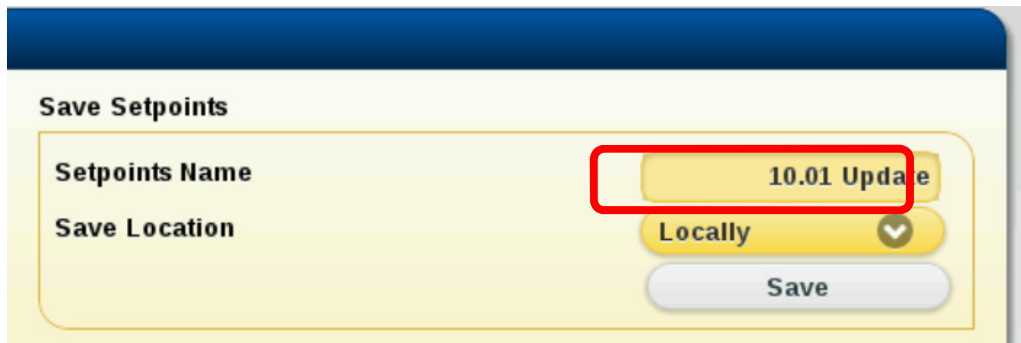 Save Setpoints
Setpoints Name 10.01 Update
Save Location Locally
Save